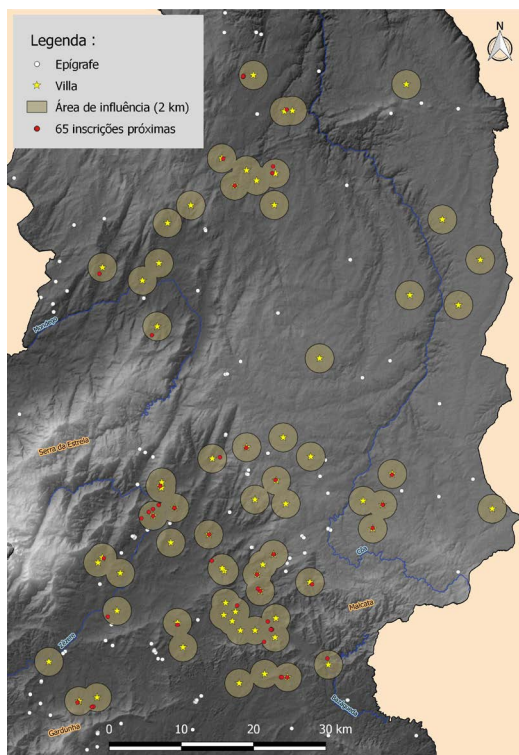 Legenda :
N
Epígrafe
Villa
Área de influência (2 km)
65 inscrições próximas
Mondego
Serra da Estrela
Côa
Malcata
Zêzere
Gardunha
0 10 20 30 km